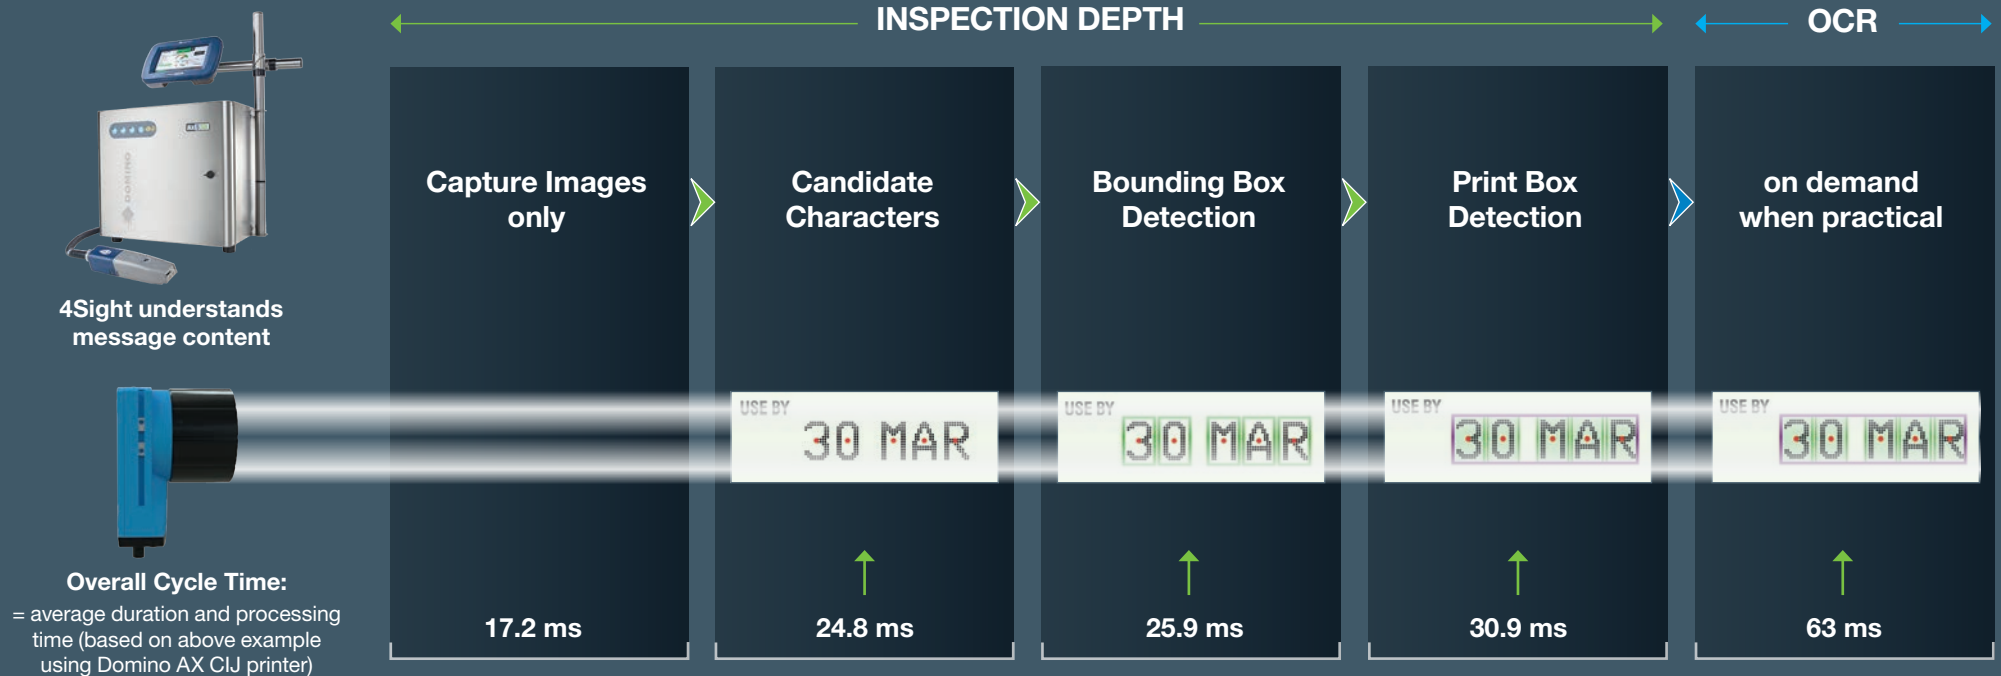 INSPECTION DEPTH
OCR
DOMINO
Capture Images
only
Candidate
Characters
Bounding Box
Detection
Print Box
Detection
on demand
when practical
4Sight understands
message content
USE BY
30 MAR
USE BY
30 MAR
USE BY
30 MAR
USE BY
30 MAR
Overall Cycle Time:
= average duration and processing
time (based on above example
using Domino AX CIJ printer)
17.2 ms
24.8 ms
25.9 ms
30.9 ms
63 ms